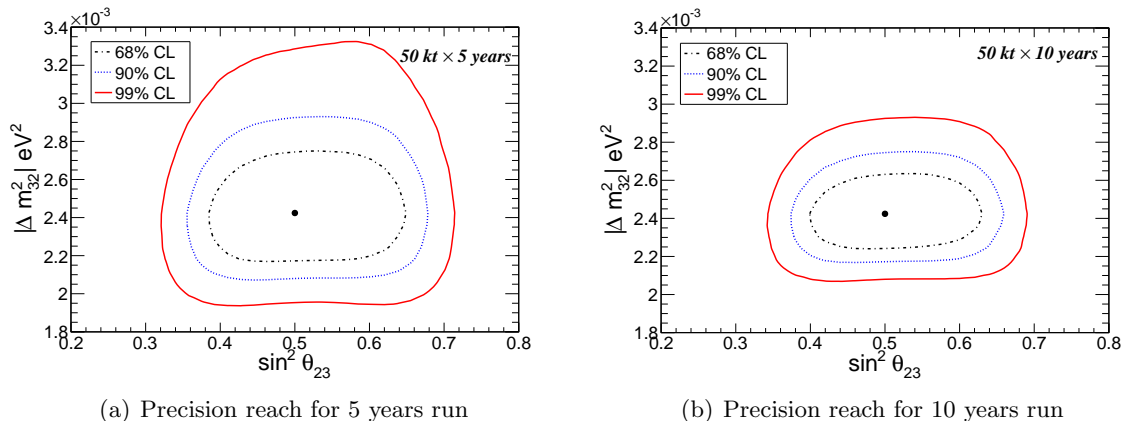 ×10⁻³
3.4
3.2
3
2.8
2.6
2.4
2.2
2
1.8
|Δ m²₃₂| eV²
68% CL
90% CL
99% CL
50 kt × 5 years
0.2 0.3 0.4 0.5 0.6 0.7 0.8
sin² θ₂₃
(a) Precision reach for 5 years run
×10⁻³
3.4
3.2
3
2.8
2.6
2.4
2.2
2
1.8
|Δ m²₃₂| eV²
68% CL
90% CL
99% CL
50 kt × 10 years
0.2 0.3 0.4 0.5 0.6 0.7 0.8
sin² θ₂₃
(b) Precision reach for 10 years run